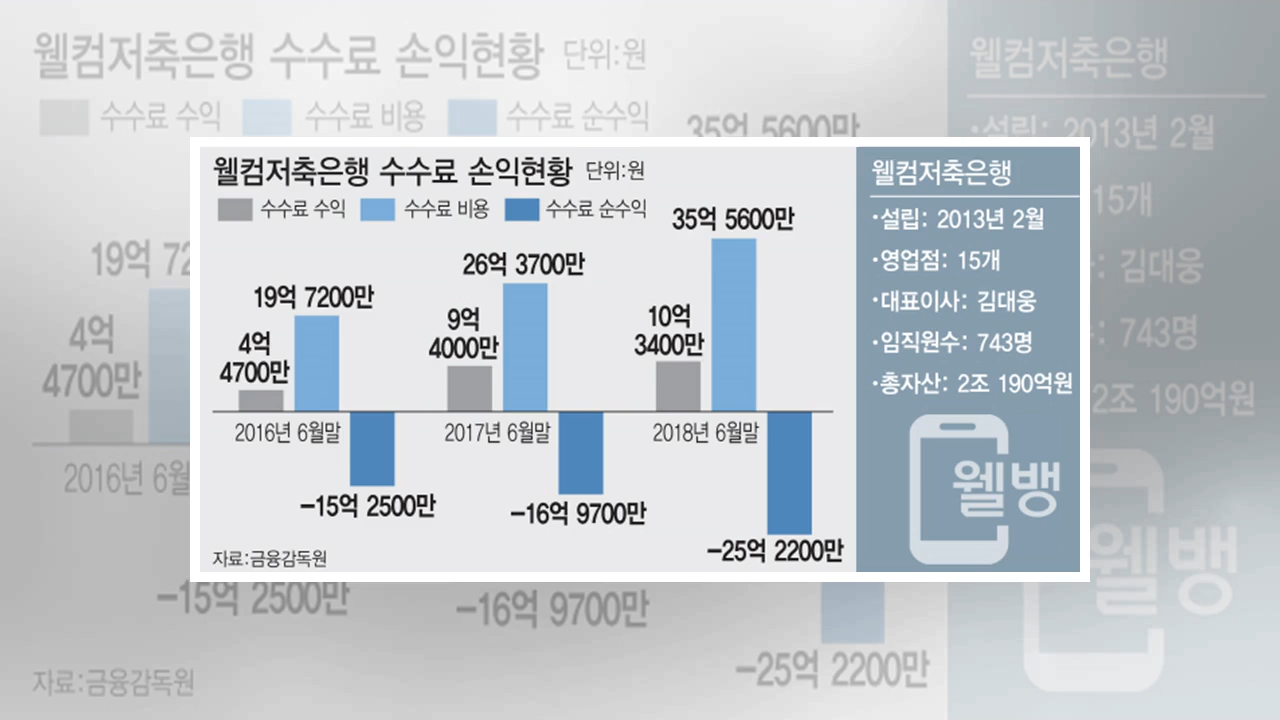 웰컴저축은행 수수료 손익현황 단위:원
수수료 수익 수수료 비용 수수료 순수익
4억
4700만
19억 7200만
-15억 2500만
2016년 6월말
9억
4000만
26억 3700만
-16억 9700만
2017년 6월말
10억
3400만
35억 5600만
-25억 2200만
2018년 6월말
자료:금융감독원
웰컴저축은행
·설립: 2013년 2월
·영업점: 15개
·대표이사: 김대웅
·임직원수: 743명
·총자산: 2조 190억원
웰뱅